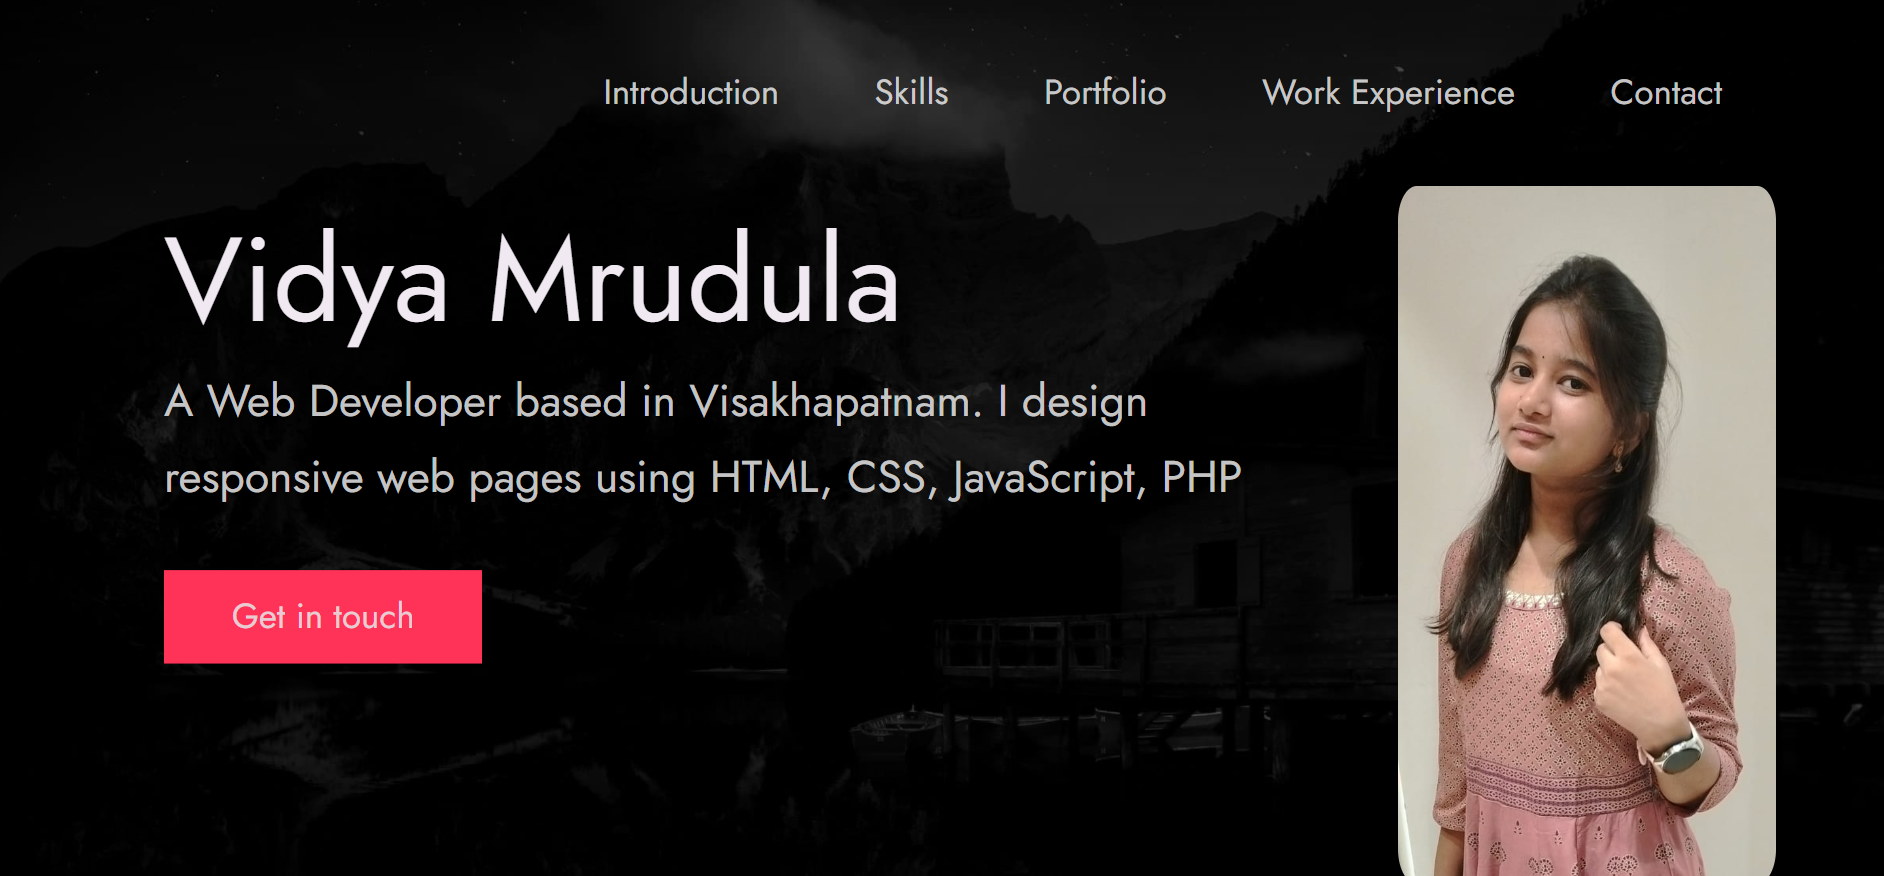 Introduction Skills Portfolio Work Experience Contact
Vidya Mrudula
A Web Developer based in Visakhapatnam. I design
responsive web pages using HTML, CSS, JavaScript, PHP
Get in touch